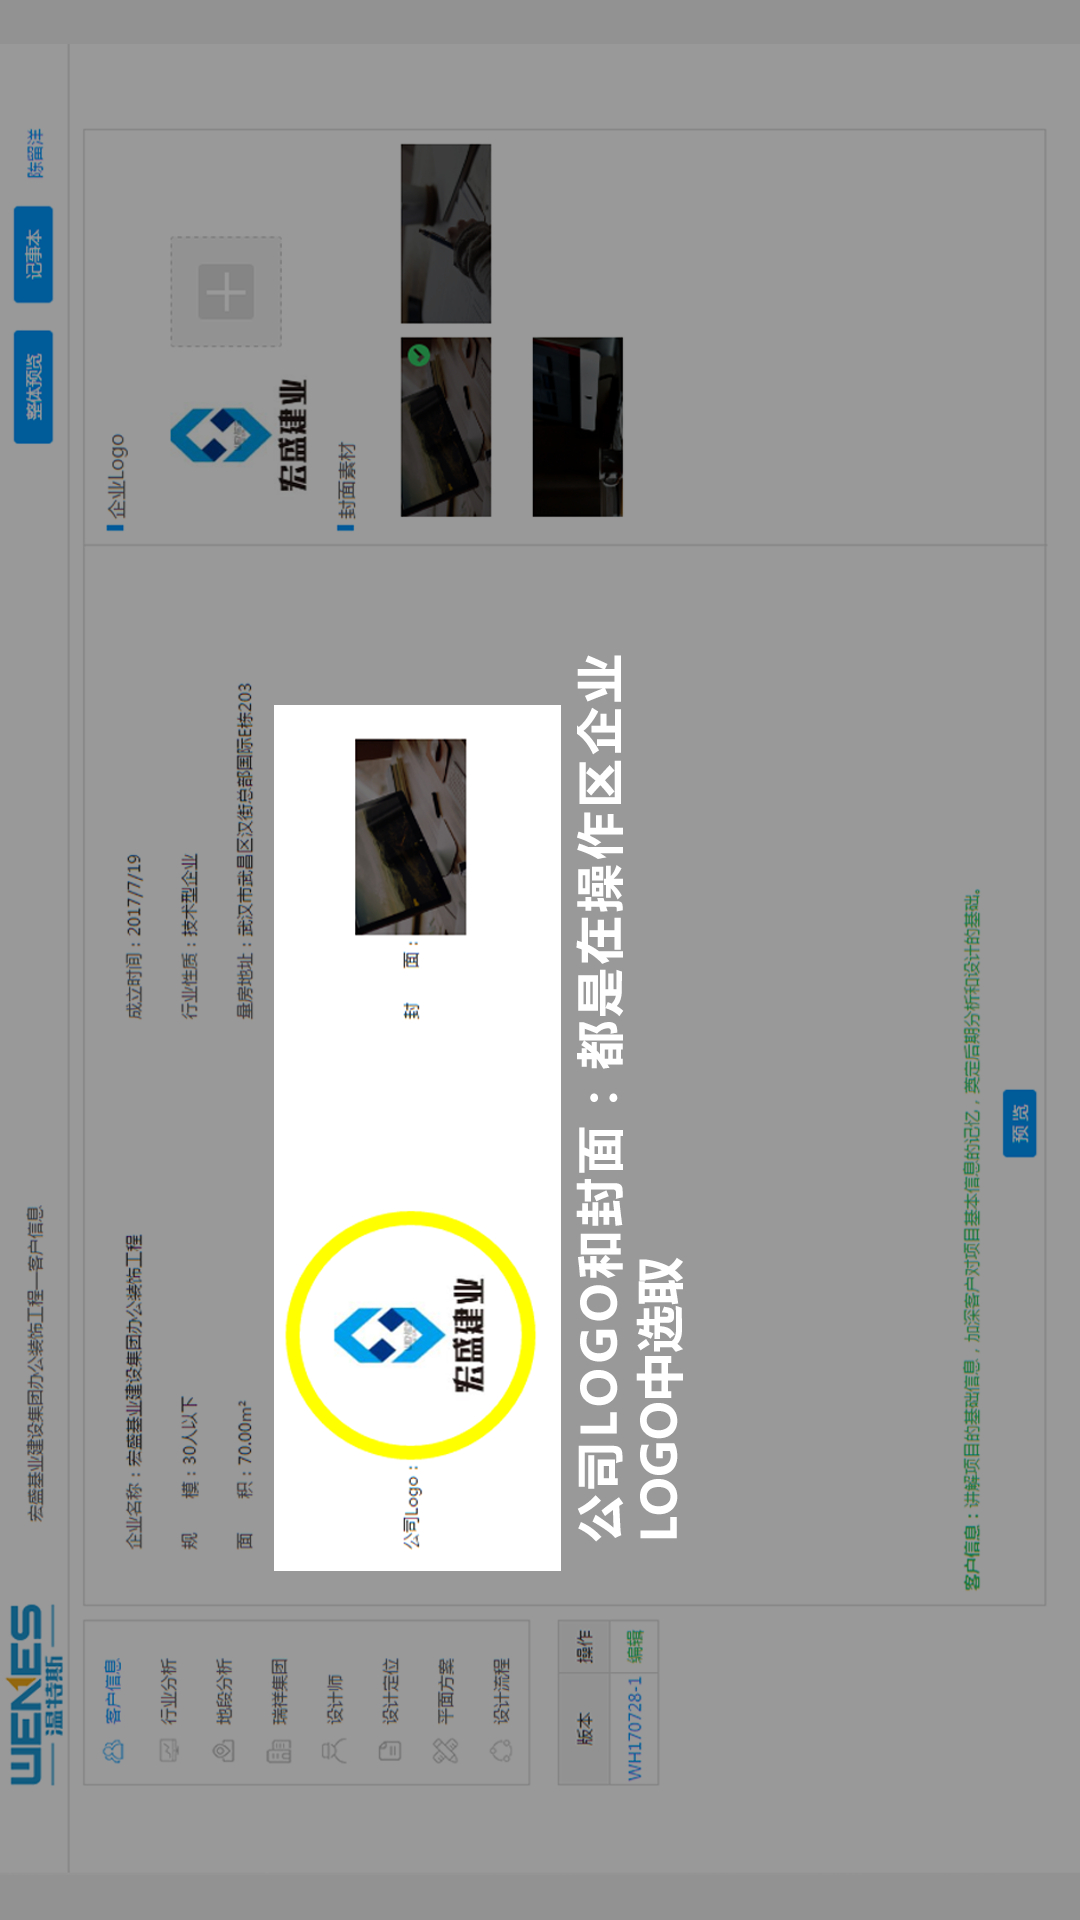 WENES
温特斯
宏盛基业建设集团办公装饰工程—客户信息
整体预览
记事本
陈留洋
客户信息
行业分析
地段分析
瑞祥集团
设计师
设计定位
平面方案
设计流程
版本 操作
WH170728-1 编辑
企业名称：宏盛基业建设集团办公装饰工程
成立时间：2017/7/19
规 模：30人以下
行业性质：技术型企业
面 积：70.00m²
量房地址：武汉市武昌区汉街总部国际E栋203
公司Logo：
宏盛建业
封 面：
公司LOGO和封面：都是在操作区企业
LOGO中选取
企业Logo
宏盛建业
封面素材
客户信息：讲解项目的基础信息，加深客户对项目基本信息的记忆，奠定后期分析和设计的基础。
预 览